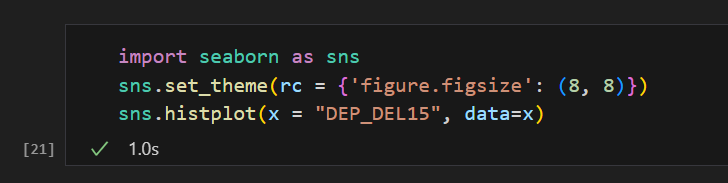 import seaborn as sns
sns.set_theme(rc = {'figure.figsize': (8, 8)})
sns.histplot(x = "DEP_DEL15", data=x)
[21]
1.0s